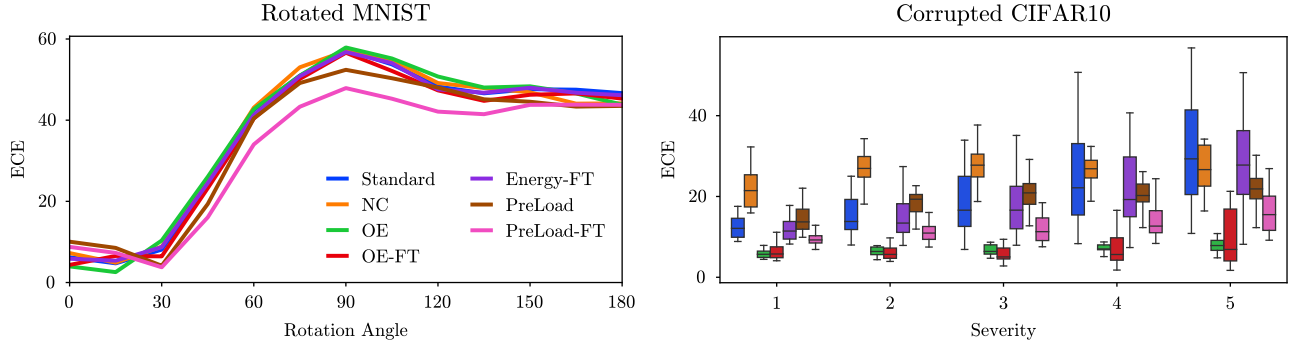 Rotated MNIST
ECE
60
40
20
0
0 30 60 90 120 150 180
Rotation Angle
Standard
NC
OE
OE-FT
Energy-FT
PreLoad
PreLoad-FT
Corrupted CIFAR10
ECE
40
20
0
1 2 3 4 5
Severity